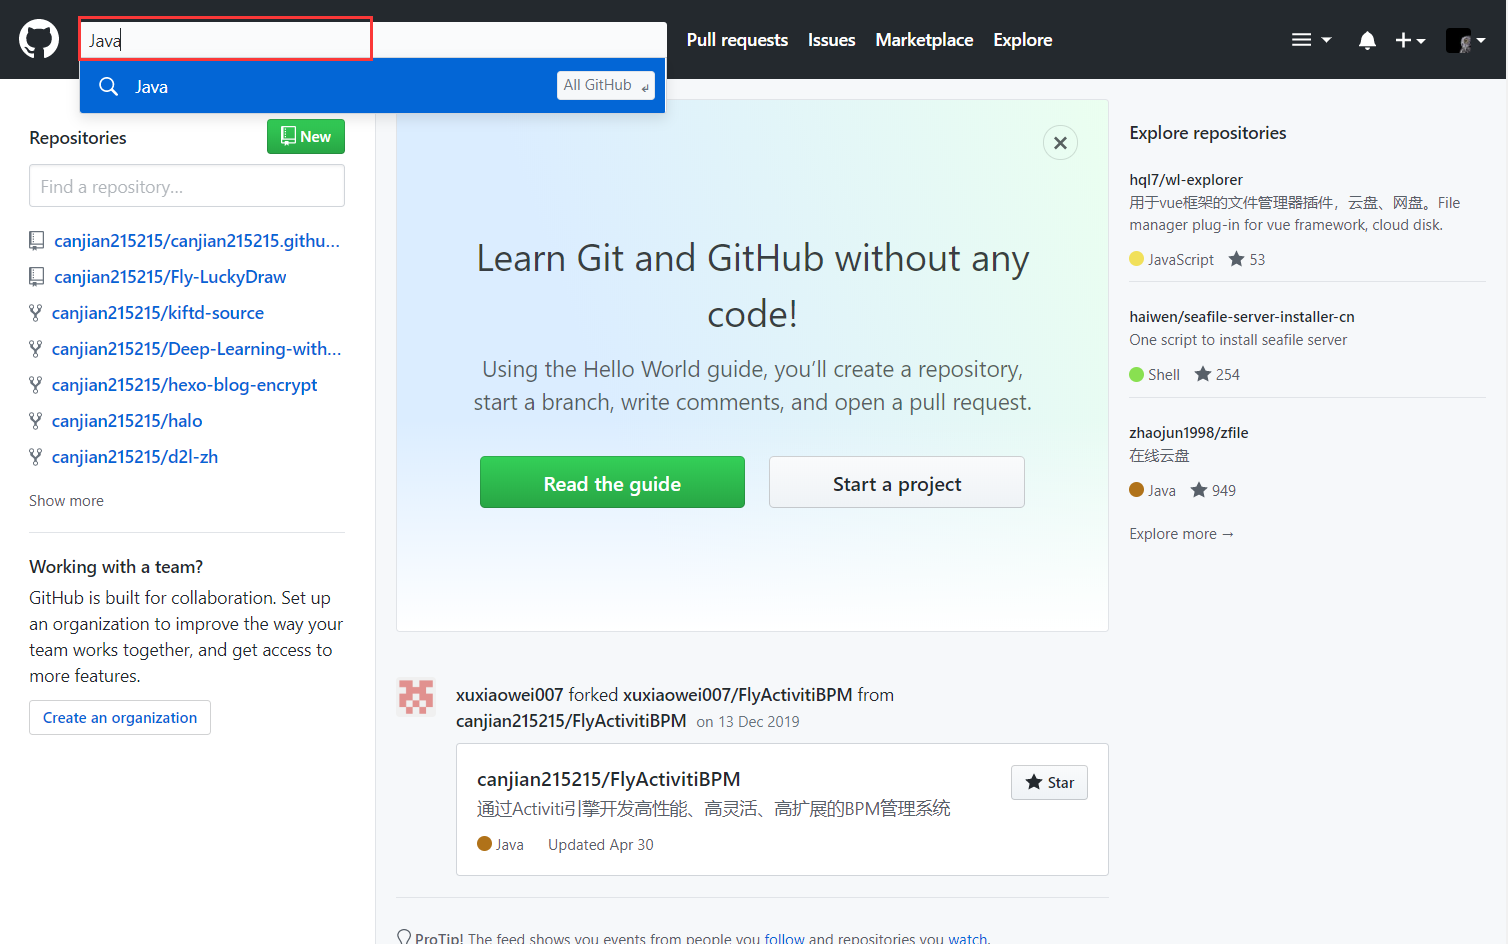 Java
Pull requests Issues Marketplace Explore
Java All GitHub ↲
Repositories New
Find a repository...
canjian215215/canjian215215.githu...
canjian215215/Fly-LuckyDraw
canjian215215/kiftd-source
canjian215215/Deep-Learning-with...
canjian215215/hexo-blog-encrypt
canjian215215/halo
canjian215215/d2l-zh
Show more
Working with a team?
GitHub is built for collaboration. Set up
an organization to improve the way your
team works together, and get access to
more features.
Create an organization
Learn Git and GitHub without any
code!
Using the Hello World guide, you’ll create a repository,
start a branch, write comments, and open a pull request.
Read the guide Start a project
xuxiaowei007 forked xuxiaowei007/FlyActivitiBPM from
canjian215215/FlyActivitiBPM on 13 Dec 2019
canjian215215/FlyActivitiBPM
Star
通过Activiti引擎开发高性能、高灵活、高扩展的BPM管理系统
Java Updated Apr 30
ProTip! The feed shows you events from people you follow and repositories you watch.
Explore repositories
hql7/wl-explorer
用于vue框架的文件管理器插件，云盘、网盘。File
manager plug-in for vue framework, cloud disk.
JavaScript 53
haiwen/seafile-server-installer-cn
One script to install seafile server
Shell 254
zhaojun1998/zfile
在线云盘
Java 949
Explore more →